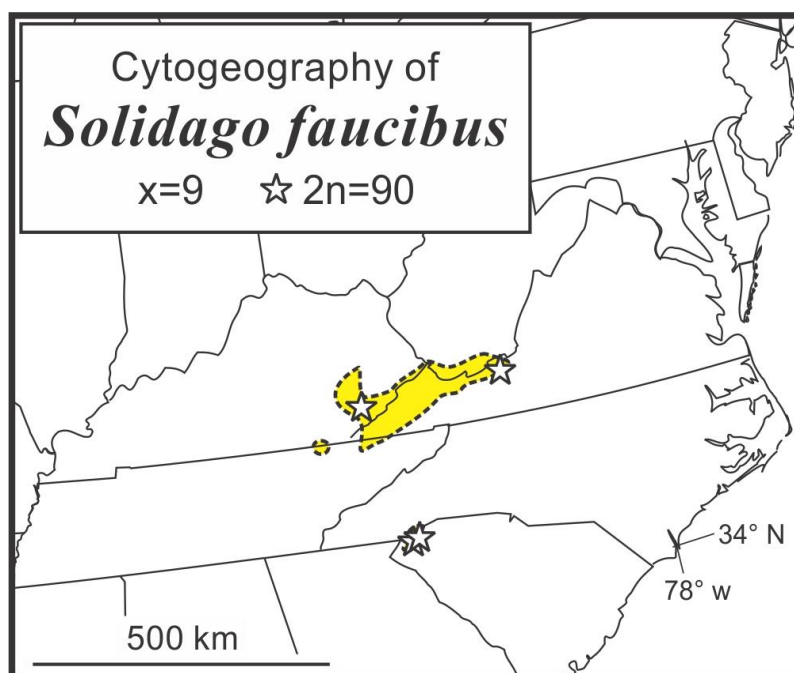 Cytogeography of
Solidago faucibus
x=9 ☆ 2n=90
34° N
78° w
500 km